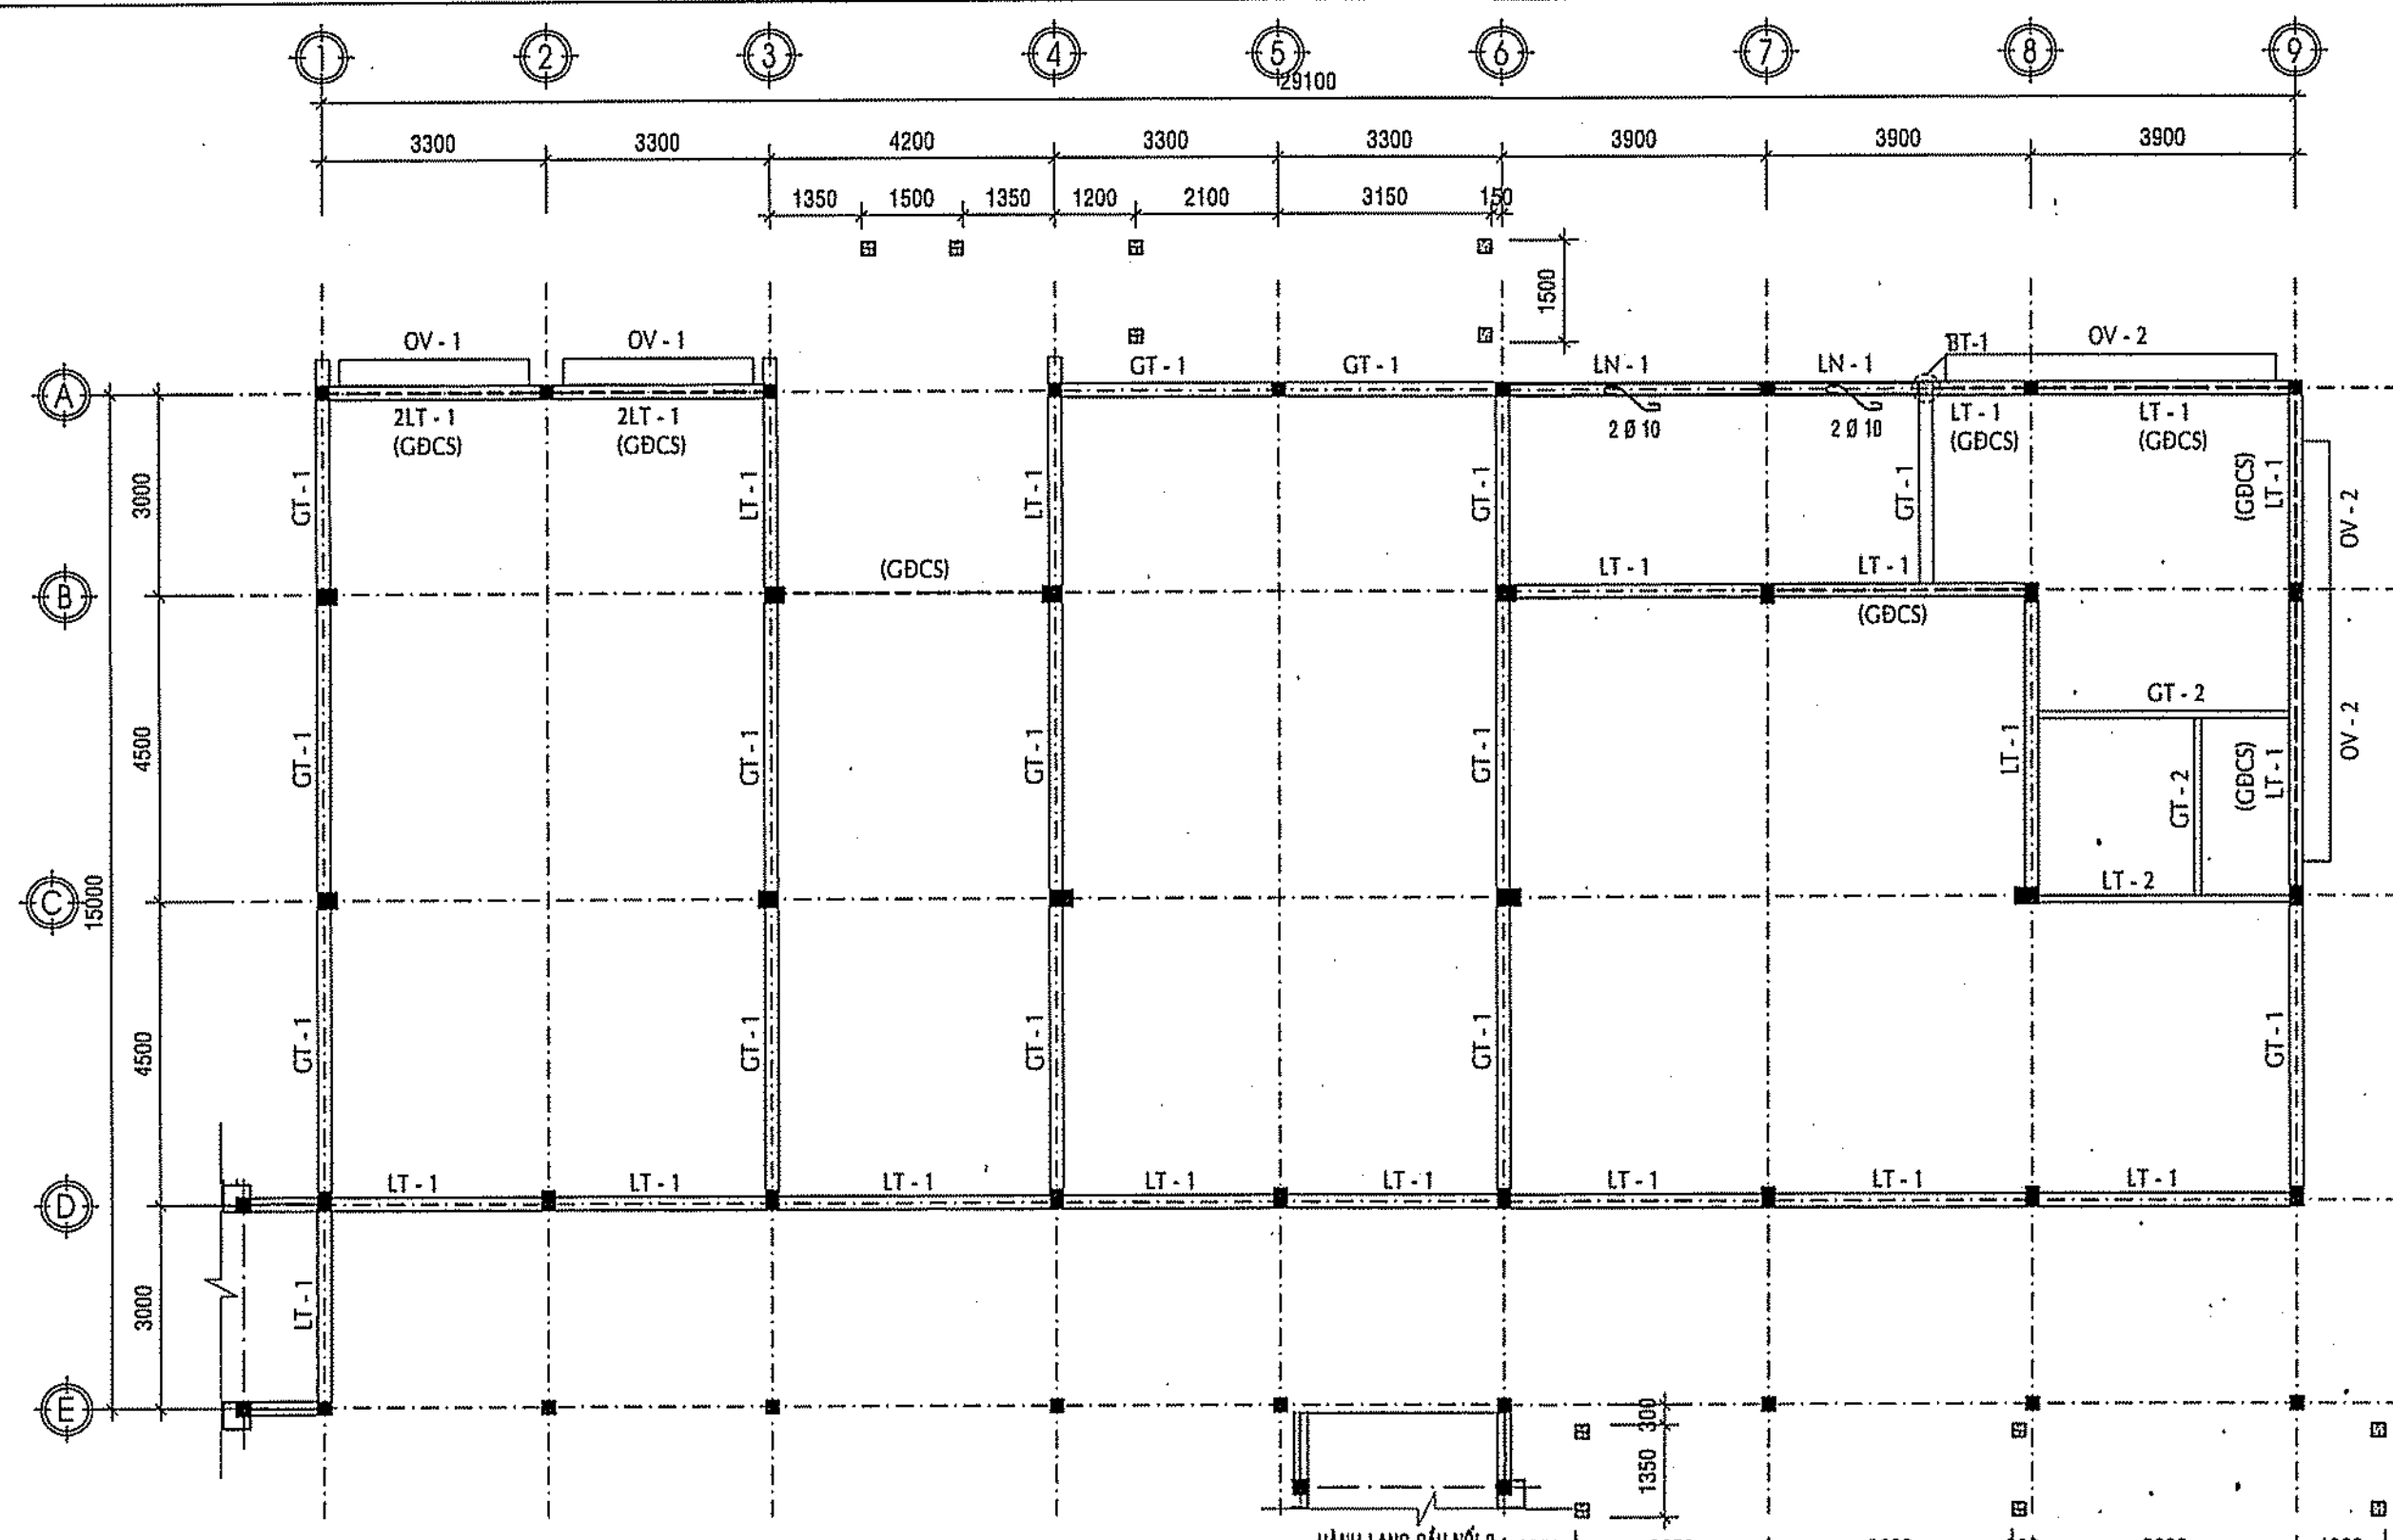 1 2 3 4 5 6 7 8 9
29100
3300 3300 4200 3300 3300 3900 3900 3900
1350 1500 1350 1200 2100 3150 150
1500
OV - 1 OV - 1 GT - 1 GT - 1 LN - 1 LN - 1 BT-1 OV - 2
A
2LT - 1 2LT - 1 2 Ø 10 2 Ø 10 LT - 1 LT - 1
(GĐCS) (GĐCS) (GĐCS) (GĐCS)
3000 GT - 1 LT - 1 LT - 1 GT - 1 GT - 1 (GĐCS) LT - 1 OV - 2
(GĐCS) LT - 1 LT - 1
B
(GĐCS)
GT - 2
4500 GT - 1 GT - 1 GT - 1 GT - 1 LT - 1 GT - 2 (GĐCS) LT - 1 OV - 2
LT - 2
C
15000
4500 GT - 1 GT - 1 GT - 1 GT - 1 GT - 1
LT - 1 LT - 1 LT - 1 LT - 1 LT - 1 LT - 1 LT - 1 LT - 1
D
3000 LT - 1
E
300
1350